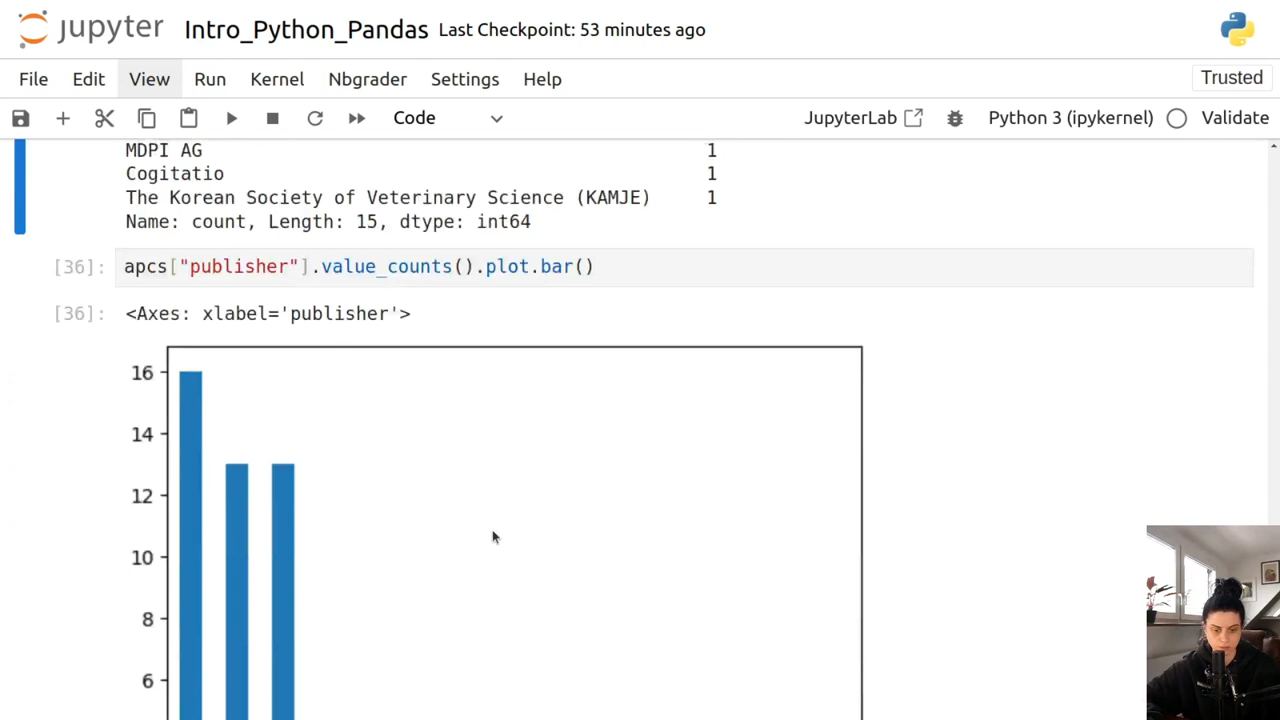 jupyter Intro_Python_Pandas Last Checkpoint: 53 minutes ago
File Edit View Run Kernel Nbgrader Settings Help Trusted
Code JupyterLab Python 3 (ipykernel) Validate
MDPI AG 1
Cogitatio 1
The Korean Society of Veterinary Science (KAMJE) 1
Name: count, Length: 15, dtype: int64
[36]: apcs["publisher"].value_counts().plot.bar()
[36]: <Axes: xlabel='publisher'>
16
14
12
10
8
6